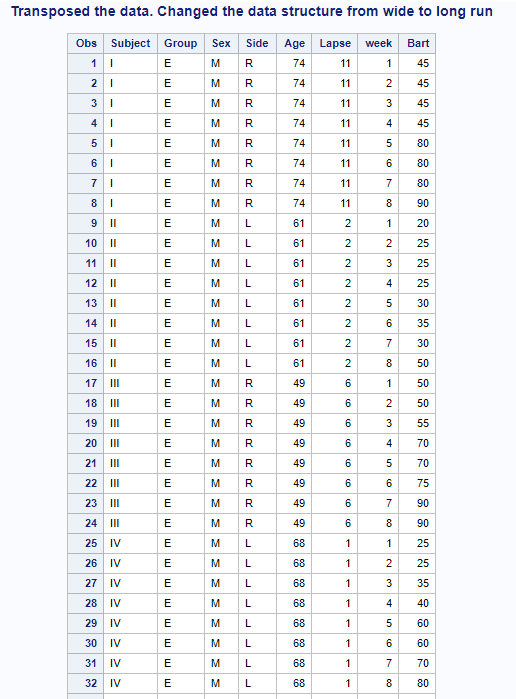 Transposed the data. Changed the data structure from wide to long run
Obs Subject Group Sex Side Age Lapse week Bart
1 I E M R 74 11 1 45
2 I E M R 74 11 2 45
3 I E M R 74 11 3 45
4 I E M R 74 11 4 45
5 I E M R 74 11 5 80
6 I E M R 74 11 6 80
7 I E M R 74 11 7 80
8 I E M R 74 11 8 90
9 II E M L 61 2 1 20
10 II E M L 61 2 2 25
11 II E M L 61 2 3 25
12 II E M L 61 2 4 25
13 II E M L 61 2 5 30
14 II E M L 61 2 6 35
15 II E M L 61 2 7 30
16 II E M L 61 2 8 50
17 III E M R 49 6 1 50
18 III E M R 49 6 2 50
19 III E M R 49 6 3 55
20 III E M R 49 6 4 70
21 III E M R 49 6 5 70
22 III E M R 49 6 6 75
23 III E M R 49 6 7 90
24 III E M R 49 6 8 90
25 IV E M L 68 1 1 25
26 IV E M L 68 1 2 25
27 IV E M L 68 1 3 35
28 IV E M L 68 1 4 40
29 IV E M L 68 1 5 60
30 IV E M L 68 1 6 60
31 IV E M L 68 1 7 70
32 IV E M L 68 1 8 80